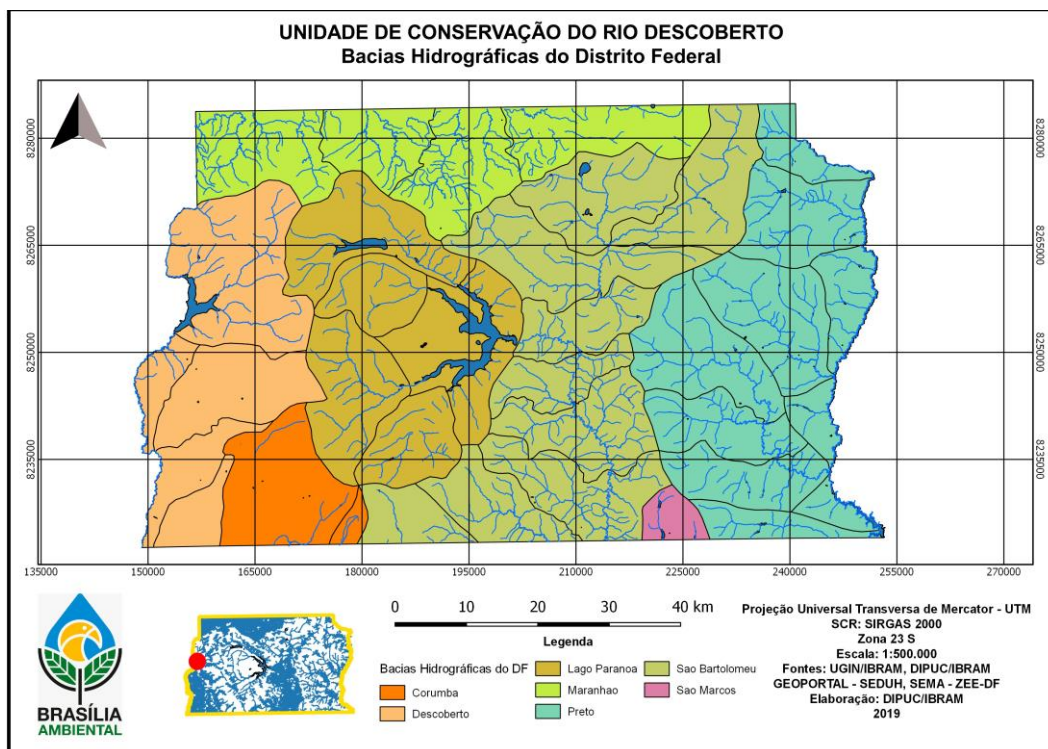 UNIDADE DE CONSERVAÇÃO DO RIO DESCOBERTO
Bacias Hidrográficas do Distrito Federal
8280000
8265000
8250000
8235000
8280000
8265000
8250000
8235000
135000 150000 165000 180000 195000 210000 225000 240000 255000 270000
BRASÍLIA
AMBIENTAL
0 10 20 30 40 km
Legenda
Bacias Hidrográficas do DF
Corumba
Descoberto
Lago Paranoa
Maranhao
Preto
Sao Bartolomeu
Sao Marcos
Projeção Universal Transversa de Mercator - UTM
SCR: SIRGAS 2000
Zona 23 S
Escala: 1:500.000
Fontes: UGIN/IBRAM, DIPUC/IBRAM
GEOPORTAL - SEDUH, SEMA - ZEE-DF
Elaboração: DIPUC/IBRAM
2019